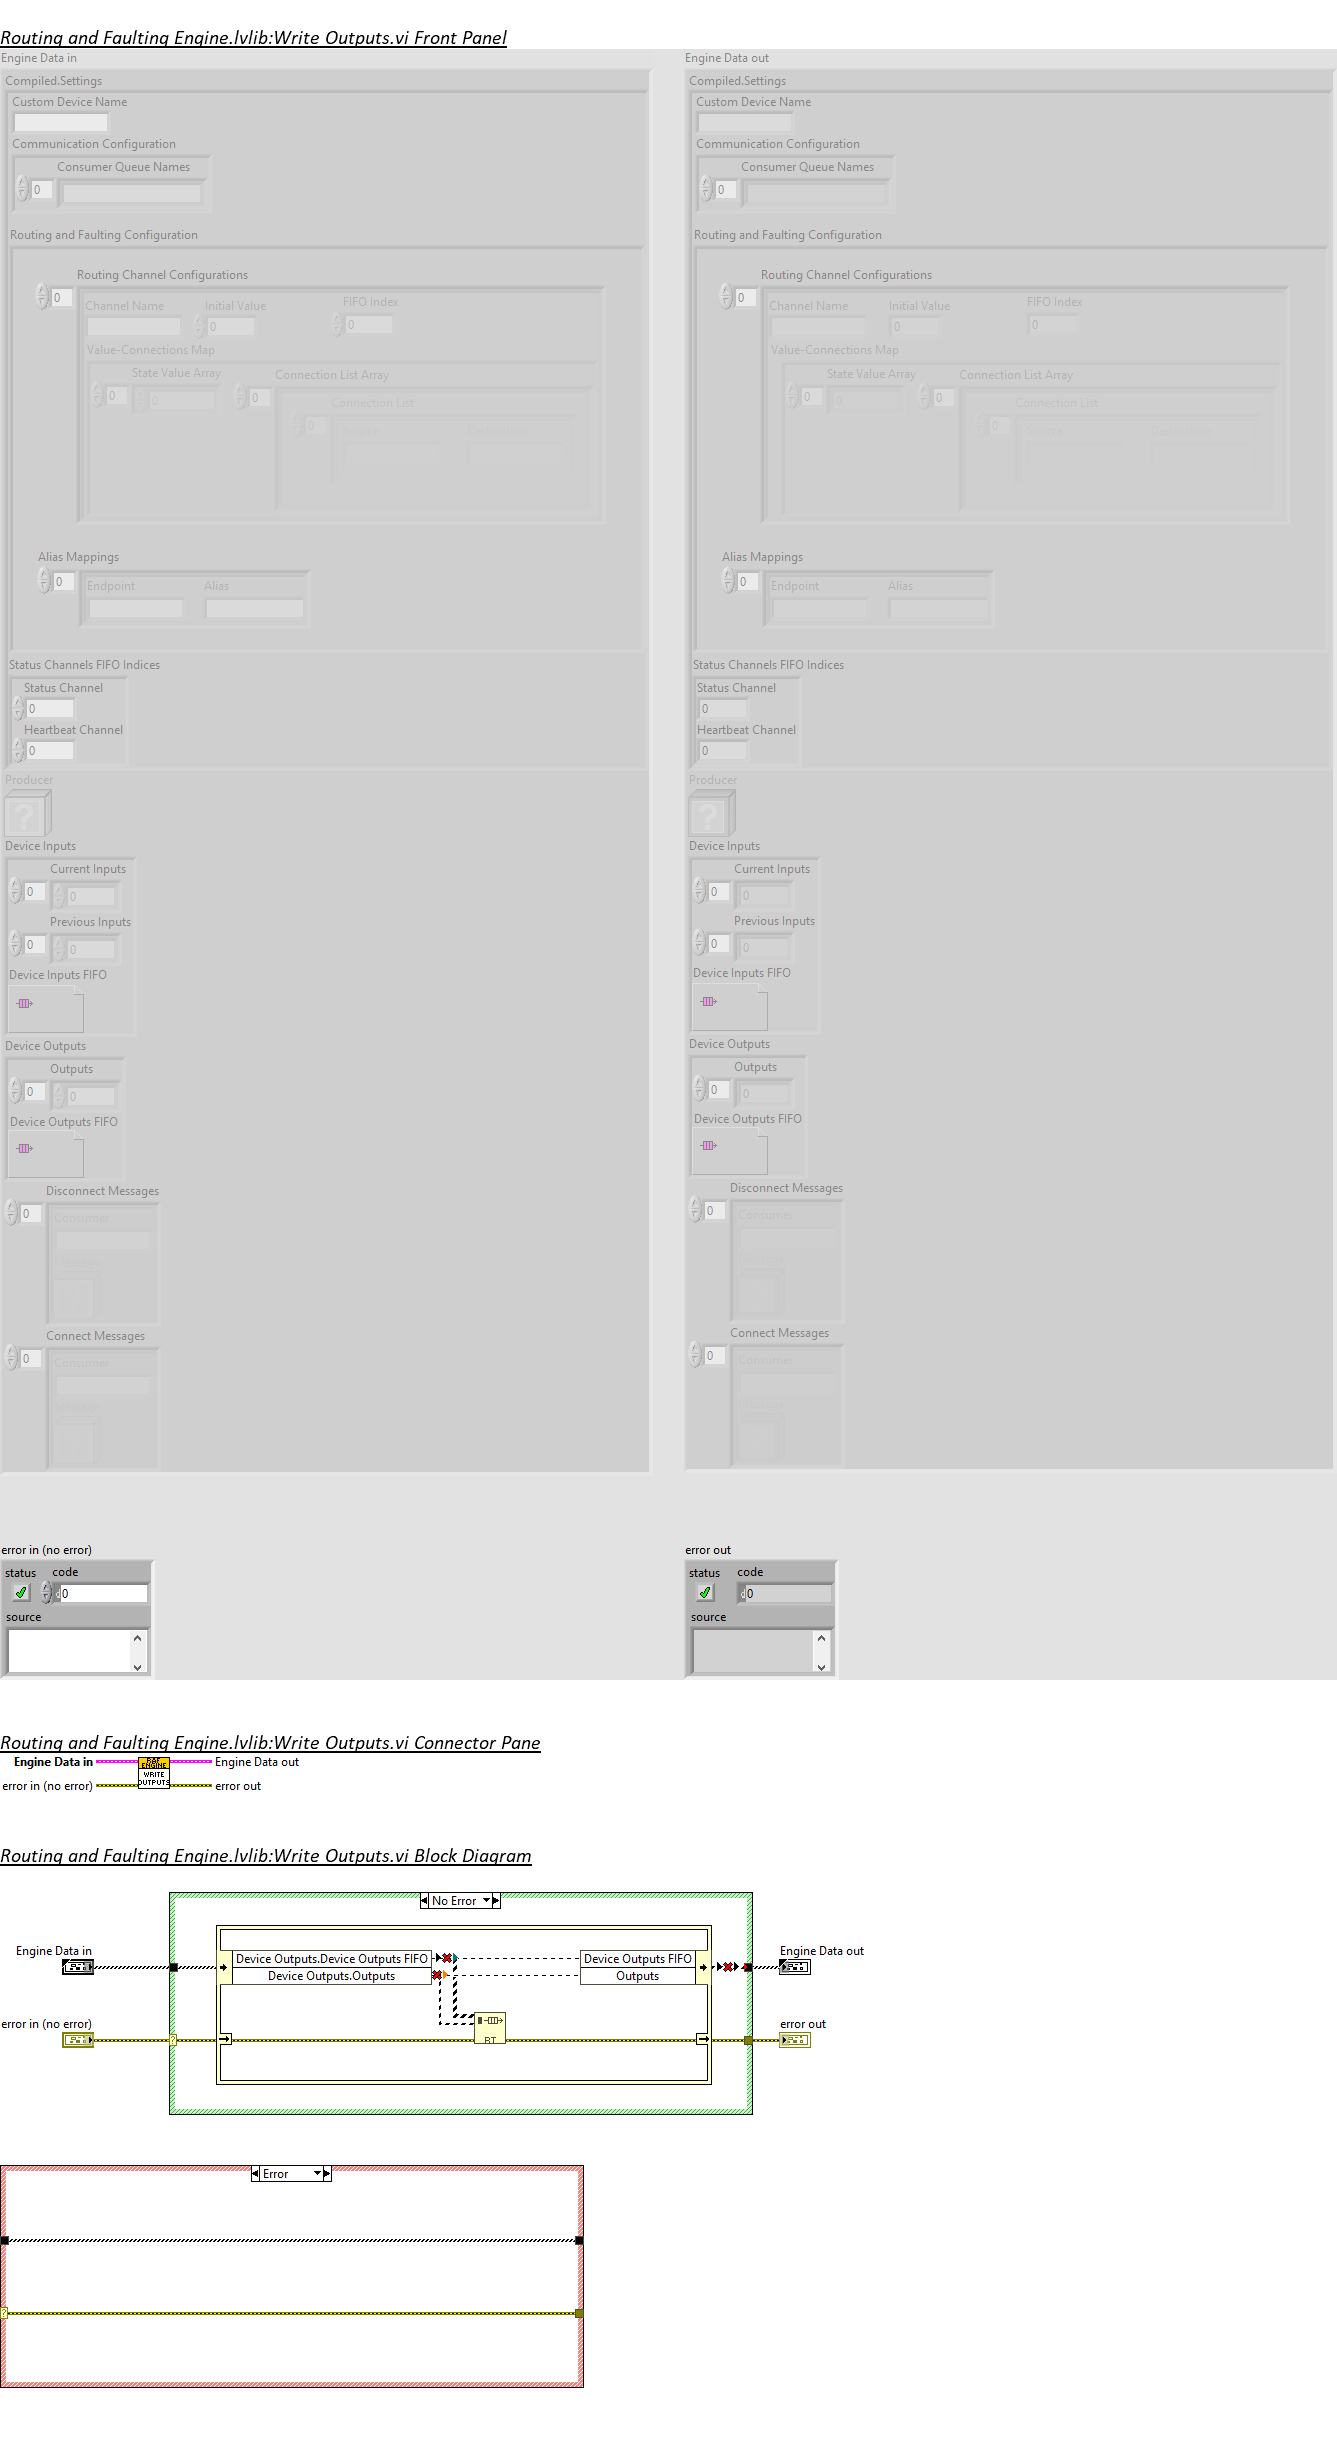 Routing and Faulting Engine.lvlib:Write Outputs.vi Front Panel
Engine Data in
Compiled.Settings
Custom Device Name
Communication Configuration
Consumer Queue Names
0
Routing and Faulting Configuration
Routing Channel Configurations
0
Channel Name Initial Value FIFO Index
0 0
Value-Connections Map
State Value Array Connection List Array
0 0 0
Connection List
0
Alias Mappings
0
Endpoint Alias
Status Channels FIFO Indices
Status Channel
0
Heartbeat Channel
0
Producer
?
Device Inputs
Current Inputs
0 0
Previous Inputs
0 0
Device Inputs FIFO
Device Outputs
Outputs
0 0
Device Outputs FIFO
Disconnect Messages
0
Consumer
Connect Messages
0
Consumer
Engine Data out
Compiled.Settings
Custom Device Name
Communication Configuration
Consumer Queue Names
0
Routing and Faulting Configuration
Routing Channel Configurations
0
Channel Name Initial Value FIFO Index
0 0
Value-Connections Map
State Value Array Connection List Array
0 0 0
Connection List
0
Alias Mappings
0
Endpoint Alias
Status Channels FIFO Indices
Status Channel
0
Heartbeat Channel
0
Producer
?
Device Inputs
Current Inputs
0 0
Previous Inputs
0 0
Device Inputs FIFO
Device Outputs
Outputs
0 0
Device Outputs FIFO
Disconnect Messages
0
Consumer
Connect Messages
0
Consumer
error in (no error)
status code
0
source
error out
status code
0
source
Routing and Faulting Engine.lvlib:Write Outputs.vi Connector Pane
Engine Data in
error in (no error)
RAF
ENGINE
WRITE
OUTPUTS
Engine Data out
error out
Routing and Faulting Engine.lvlib:Write Outputs.vi Block Diagram
No Error
Engine Data in
error in (no error)
Device Outputs.Device Outputs FIFO
Device Outputs.Outputs
Device Outputs FIFO
Outputs
RT
?
Engine Data out
error out
Error
?